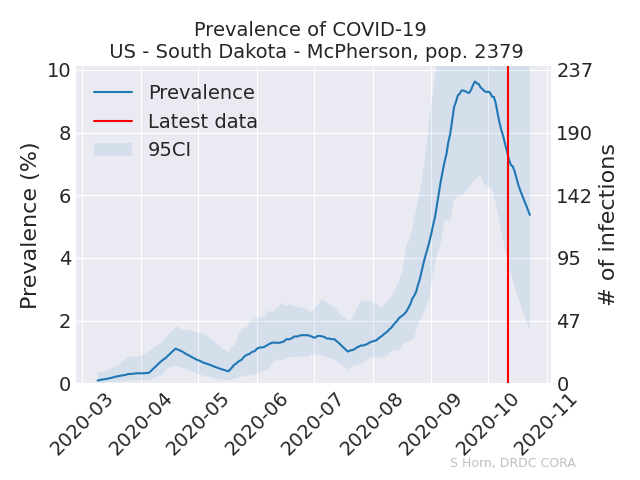 Prevalence of COVID-19
US - South Dakota - McPherson, pop. 2379
Prevalence
Latest data
95CI
Prevalence (%)
10
8
6
4
2
0
# of infections
237
190
142
95
47
0
2020-03
2020-04
2020-05
2020-06
2020-07
2020-08
2020-09
2020-10
2020-11
S Horn, DRDC CORA